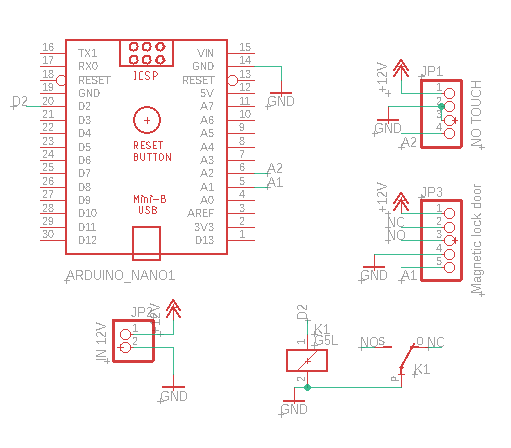 16 TX1 VIN 15
17 RX0 GND 14
18 RESET RESET 13
19 GND 5V 12
20 D2 A7 11
21 D3 A6 10
22 D4 A5 9
23 D5 A4 8
24 D6 A3 7
25 D7 A2 6
26 D8 A1 5
27 D9 A0 4
28 D10 AREF 3
29 D11 3V3 2
30 D12 D13 1
ICSP
RESET
BUTTON
Mini-B
USB
ARDUINO_NANO1
D2
GND
A2
A1
+12V
JP1
1
2
3
4
GND
A2
NO TOUCH
+12V
JP3
1
2
3
4
5
NC
NO
GND
A1
Magnetic lock door
JP2
+12V
1
2
IN 12V
GND
D2
K1
G5L
1
2
GND
NO S O NC
P K1